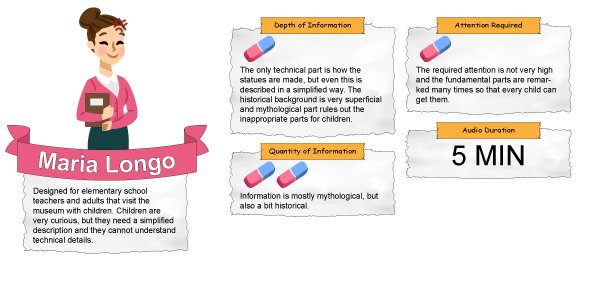 Maria Longo
Designed for elementary school
teachers and adults that visit the
museum with children. Children are
very curious, but they need a simplified
description and they cannot understand
technical details.
Depth of Information
The only technical part is how the
statues are made, but even this is
described in a simplified way. The
historical background is very superficial
and mythological part rules out the
inappropriate parts for children.
Quantity of Information
Information is mostly mythological, but
also a bit historical.
Attention Required
The required attention is not very high
and the fundamental parts are remar-
ked many times so that every child can
get them.
Audio Duration
5 MIN